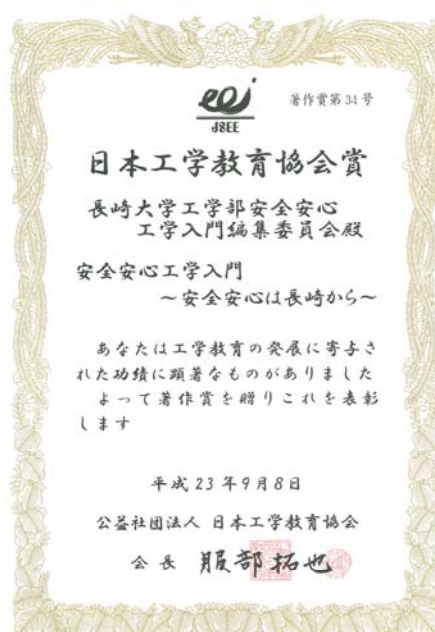 eej
JSEE
著作賞第34号
日本工学教育協会賞
長崎大学工学部安全安心
工学入門編集委員会殿
安全安心工学入門
～安全安心は長崎から～
あなたは工学教育の発展に寄与さ
れた功績に顕著なものがありました
よって著作賞を贈りこれを表彰
します
平成23年9月8日
公益社団法人 日本工学教育協会
会長 服部拓也